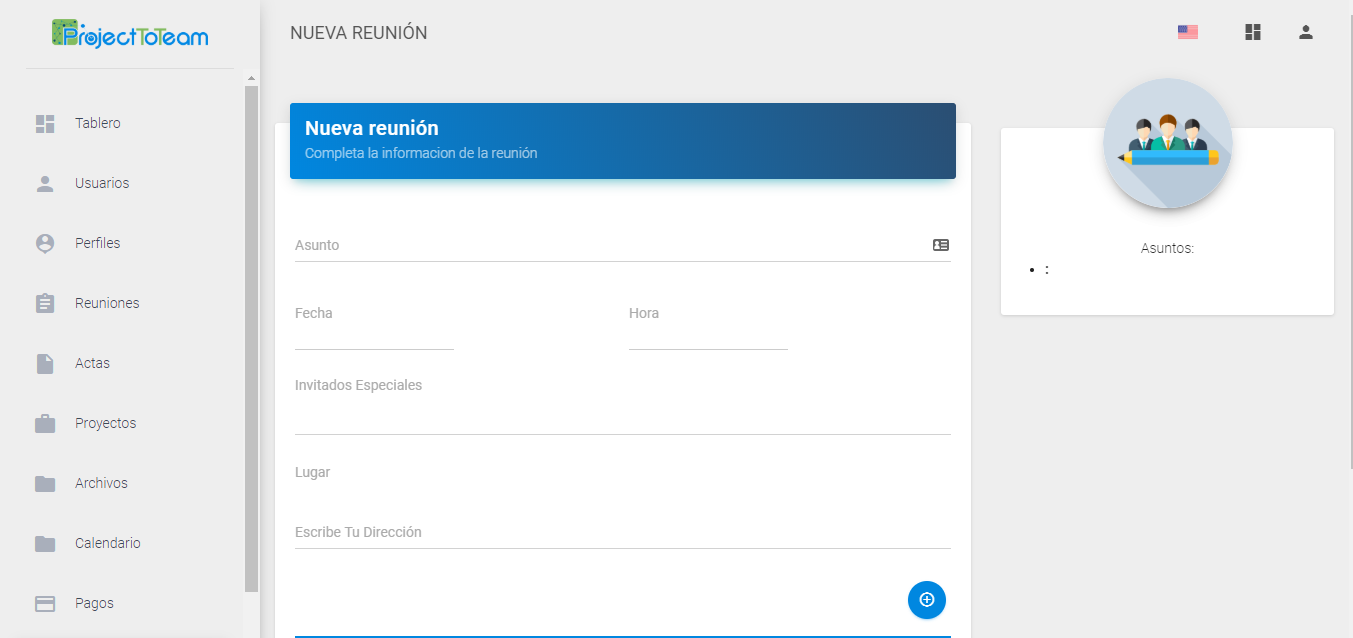 ProjectToTeam
NUEVA REUNIÓN
Tablero
Usuarios
Perfiles
Reuniones
Actas
Proyectos
Archivos
Calendario
Pagos
Nueva reunión
Completa la informacion de la reunión
Asunto
Fecha
Hora
Invitados Especiales
Lugar
Escribe Tu Dirección
Asuntos:
• :